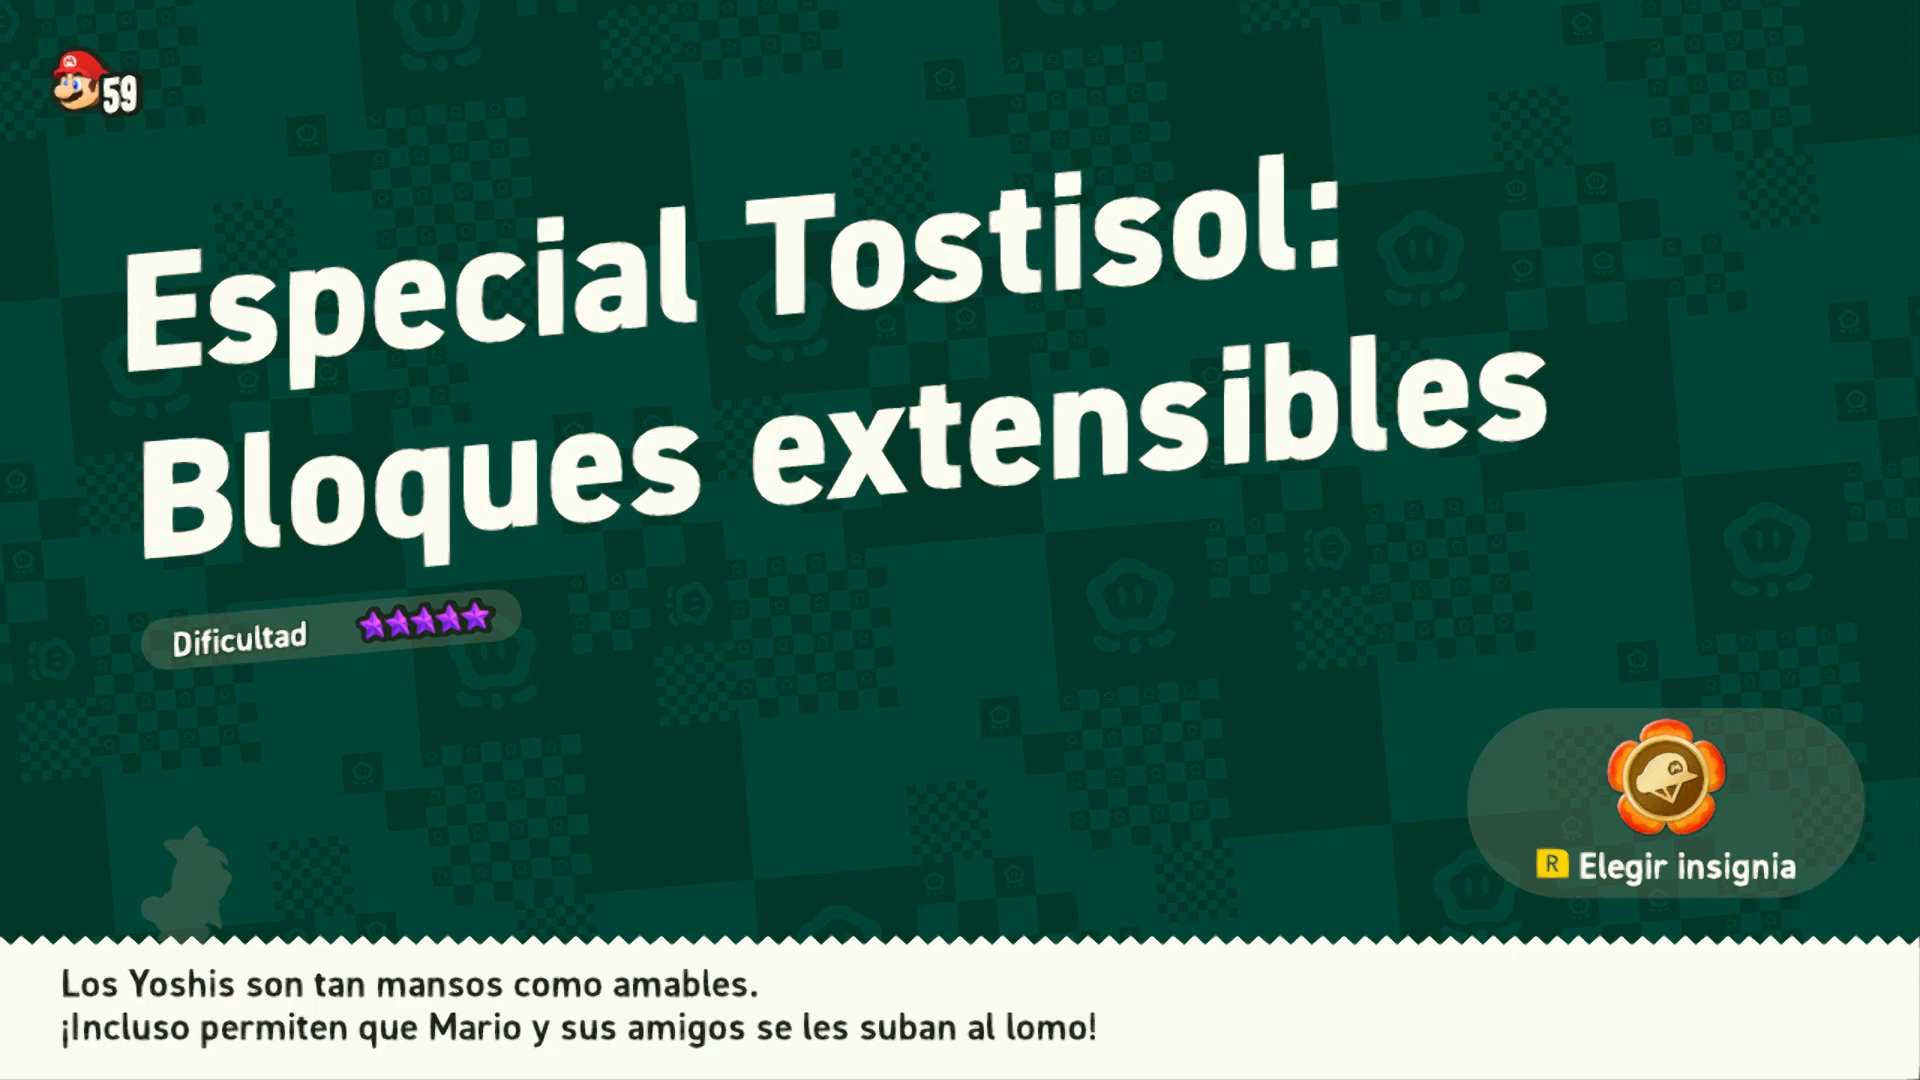 59
Especial Tostisol:
Bloques extensibles
Dificultad
R Elegir insignia
Los Yoshis son tan mansos como amables.
¡Incluso permiten que Mario y sus amigos se les suban al lomo!